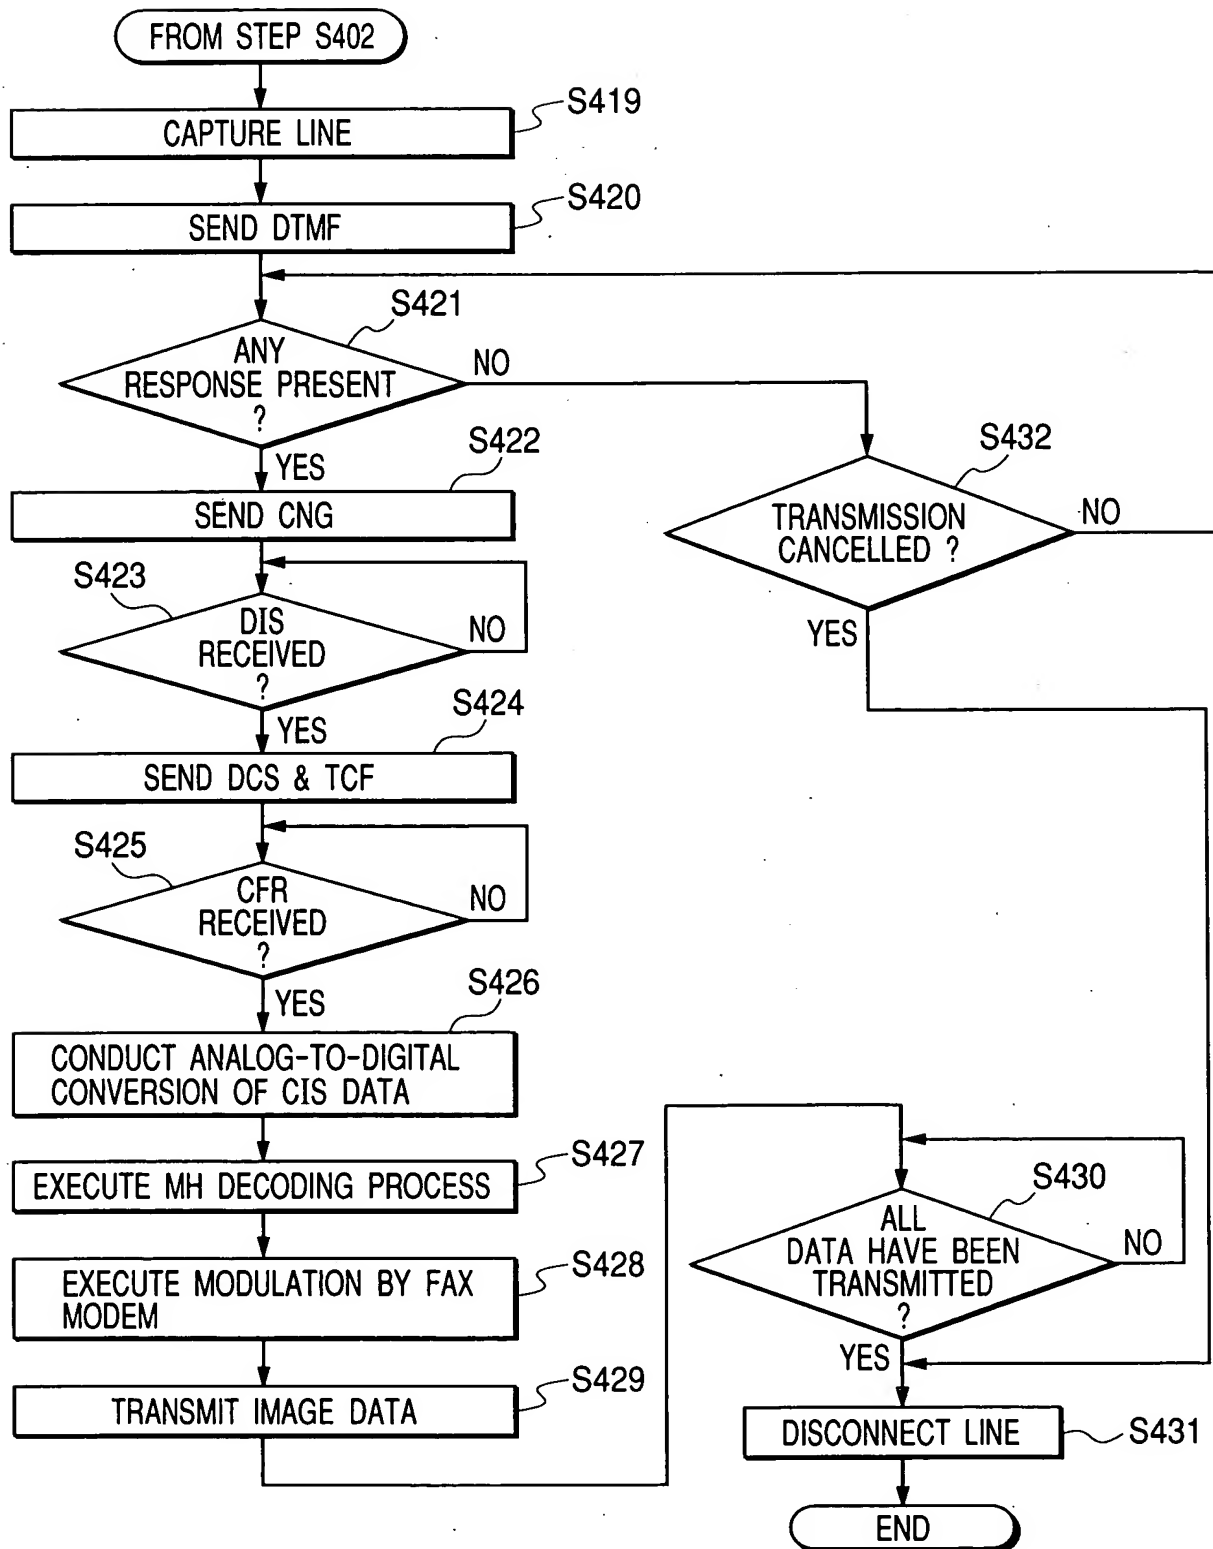 FROM STEP S402
S419
CAPTURE LINE
S420
SEND DTMF
S421
ANY
RESPONSE PRESENT
?
NO
YES
S422
SEND CNG
S423
DIS
RECEIVED
?
NO
YES
S424
SEND DCS & TCF
S425
CFR
RECEIVED
?
NO
YES
S426
CONDUCT ANALOG-TO-DIGITAL
CONVERSION OF CIS DATA
S427
EXECUTE MH DECODING PROCESS
S428
EXECUTE MODULATION BY FAX
MODEM
S429
TRANSMIT IMAGE DATA
S432
TRANSMISSION
CANCELLED ?
NO
YES
S430
ALL
DATA HAVE BEEN
TRANSMITTED
?
NO
YES
DISCONNECT LINE
S431
END